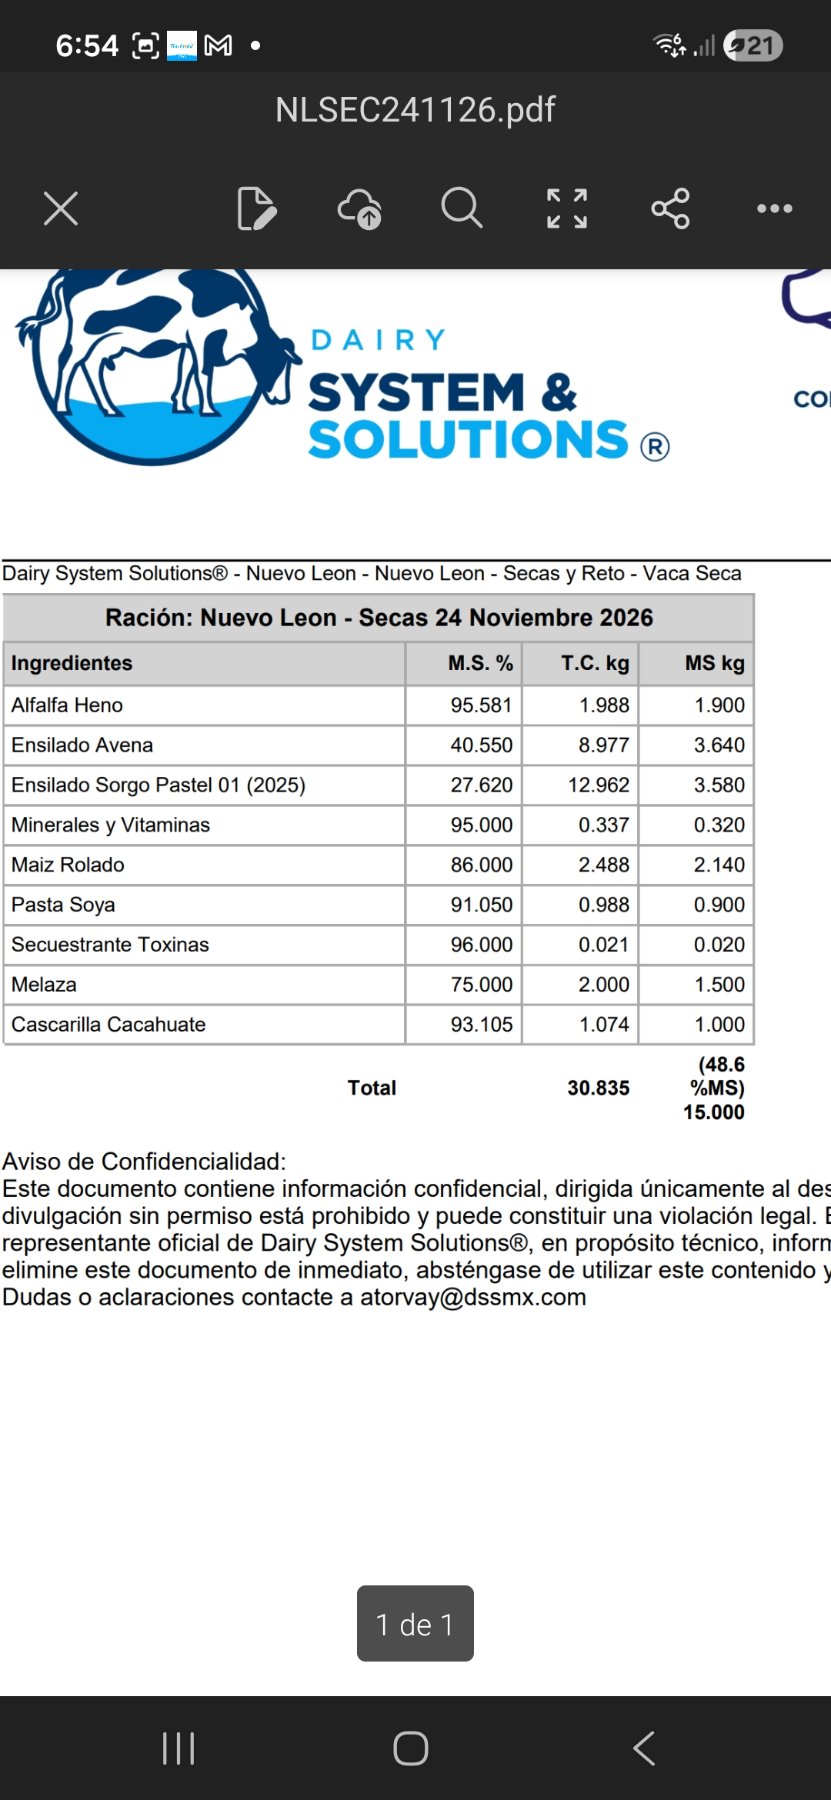 6:54
21
NLSEC241126.pdf
DAIRY
SYSTEM &
SOLUTIONS ®
Dairy System Solutions® - Nuevo Leon - Nuevo Leon - Secas y Reto - Vaca Seca
Ración: Nuevo Leon - Secas 24 Noviembre 2026
Ingredientes M.S. % T.C. kg MS kg
Alfalfa Heno 95.581 1.988 1.900
Ensilado Avena 40.550 8.977 3.640
Ensilado Sorgo Pastel 01 (2025) 27.620 12.962 3.580
Minerales y Vitaminas 95.000 0.337 0.320
Maiz Rolado 86.000 2.488 2.140
Pasta Soya 91.050 0.988 0.900
Secuestrante Toxinas 96.000 0.021 0.020
Melaza 75.000 2.000 1.500
Cascarilla Cacahuate 93.105 1.074 1.000
Total 30.835 (48.6
%MS)
15.000
Aviso de Confidencialidad:
Este documento contiene información confidencial, dirigida únicamente al
divulgación sin permiso está prohibido y puede constituir una violación legal.
representante oficial de Dairy System Solutions®, en propósito técnico,
elimine este documento de inmediato, absténgase de utilizar este contenido y
Dudas o aclaraciones contacte a atorvay@dssmx.com
1 de 1